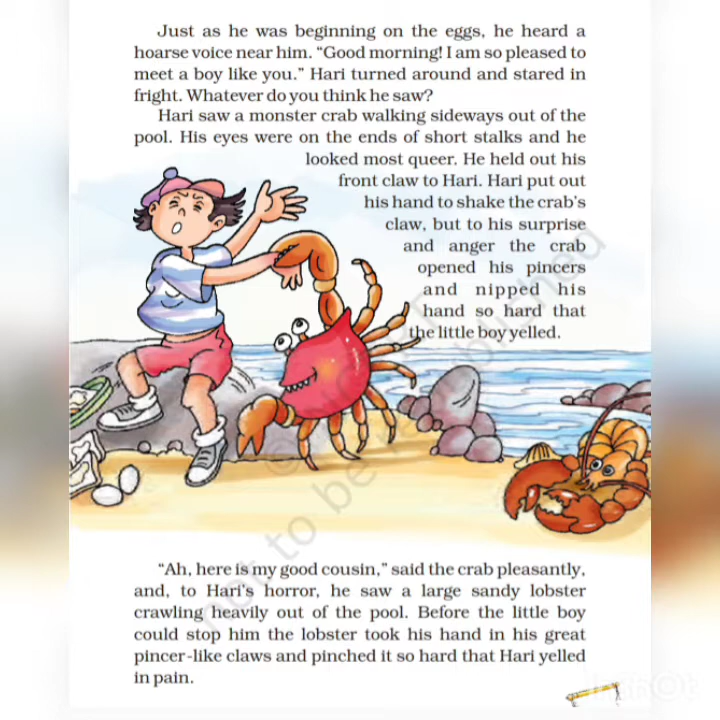 Just as he was beginning on the eggs, he heard a
hoarse voice near him. “Good morning! I am so pleased to
meet a boy like you.” Hari turned around and stared in
fright. Whatever do you think he saw?
Hari saw a monster crab walking sideways out of the
pool. His eyes were on the ends of short stalks and he
looked most queer. He held out his
front claw to Hari. Hari put out
his hand to shake the crab’s
claw, but to his surprise
and anger the crab
opened his pincers
and nipped his
hand so hard that
the little boy yelled.
not to be republished
“Ah, here is my good cousin,” said the crab pleasantly,
and, to Hari’s horror, he saw a large sandy lobster
crawling heavily out of the pool. Before the little boy
could stop him the lobster took his hand in his great
pincer-like claws and pinched it so hard that Hari yelled
in pain.